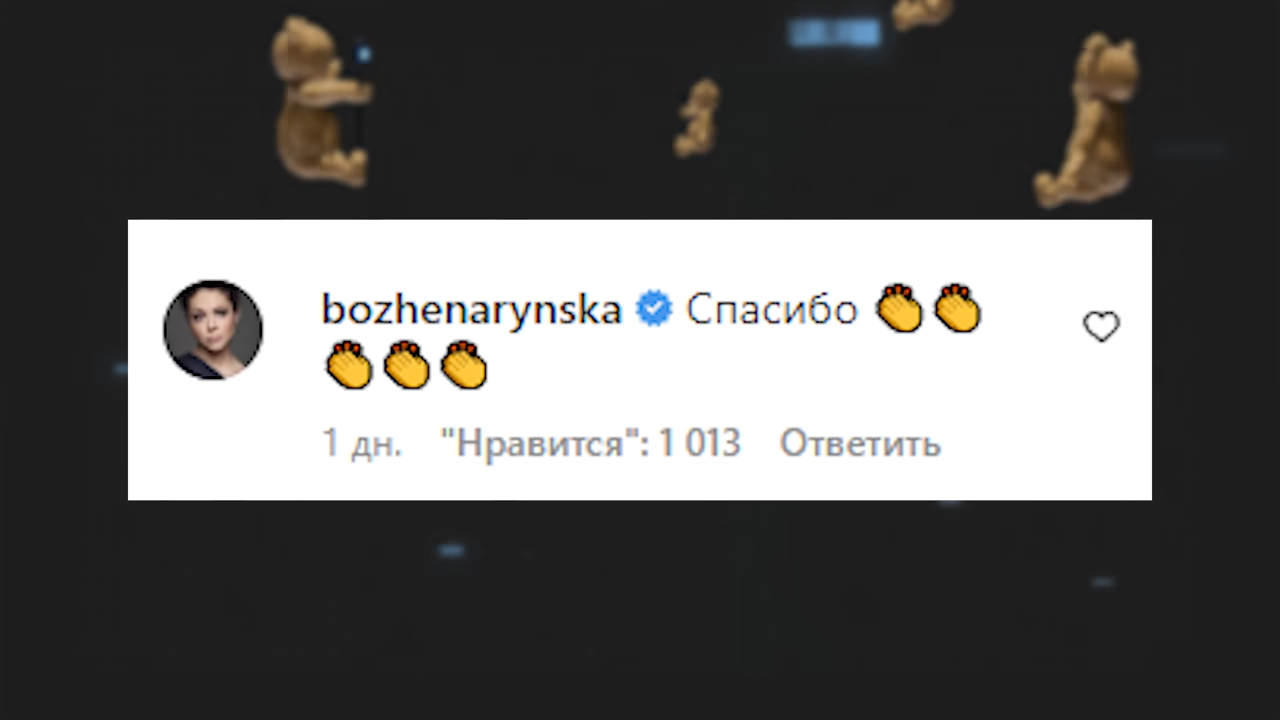 bozhenarynska Спасибо 👏👏
👏👏👏
1 дн. "Нравится": 1 013 Ответить